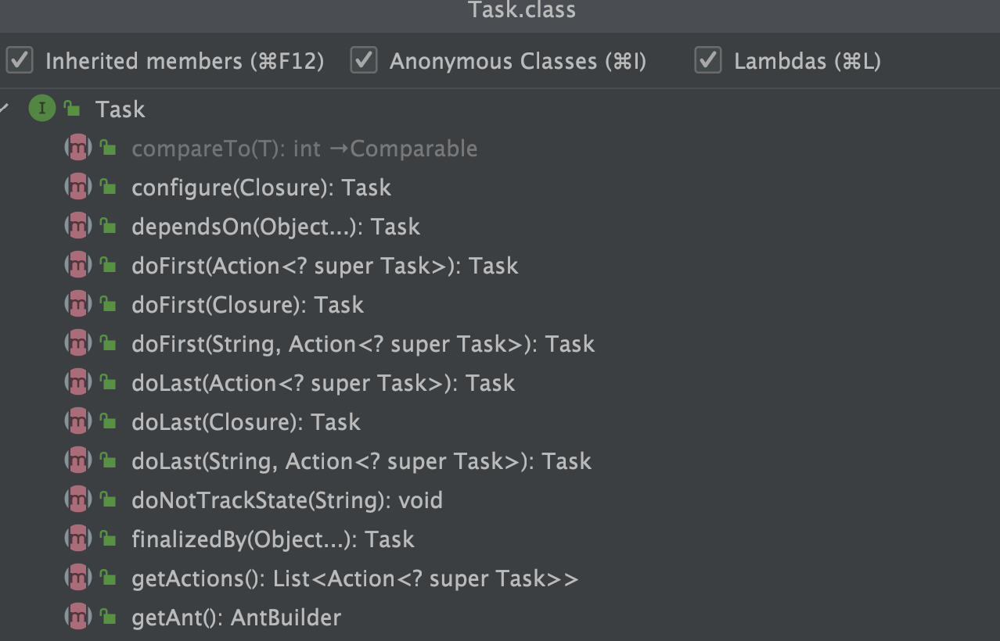 Task.class
Inherited members (⌘F12) Anonymous Classes (⌘I) Lambdas (⌘L)
I Task
m compareTo(T): int →Comparable
m configure(Closure): Task
m dependsOn(Object...): Task
m doFirst(Action<? super Task>): Task
m doFirst(Closure): Task
m doFirst(String, Action<? super Task>): Task
m doLast(Action<? super Task>): Task
m doLast(Closure): Task
m doLast(String, Action<? super Task>): Task
m doNotTrackState(String): void
m finalizedBy(Object...): Task
m getActions(): List<Action<? super Task>>
m getAnt(): AntBuilder